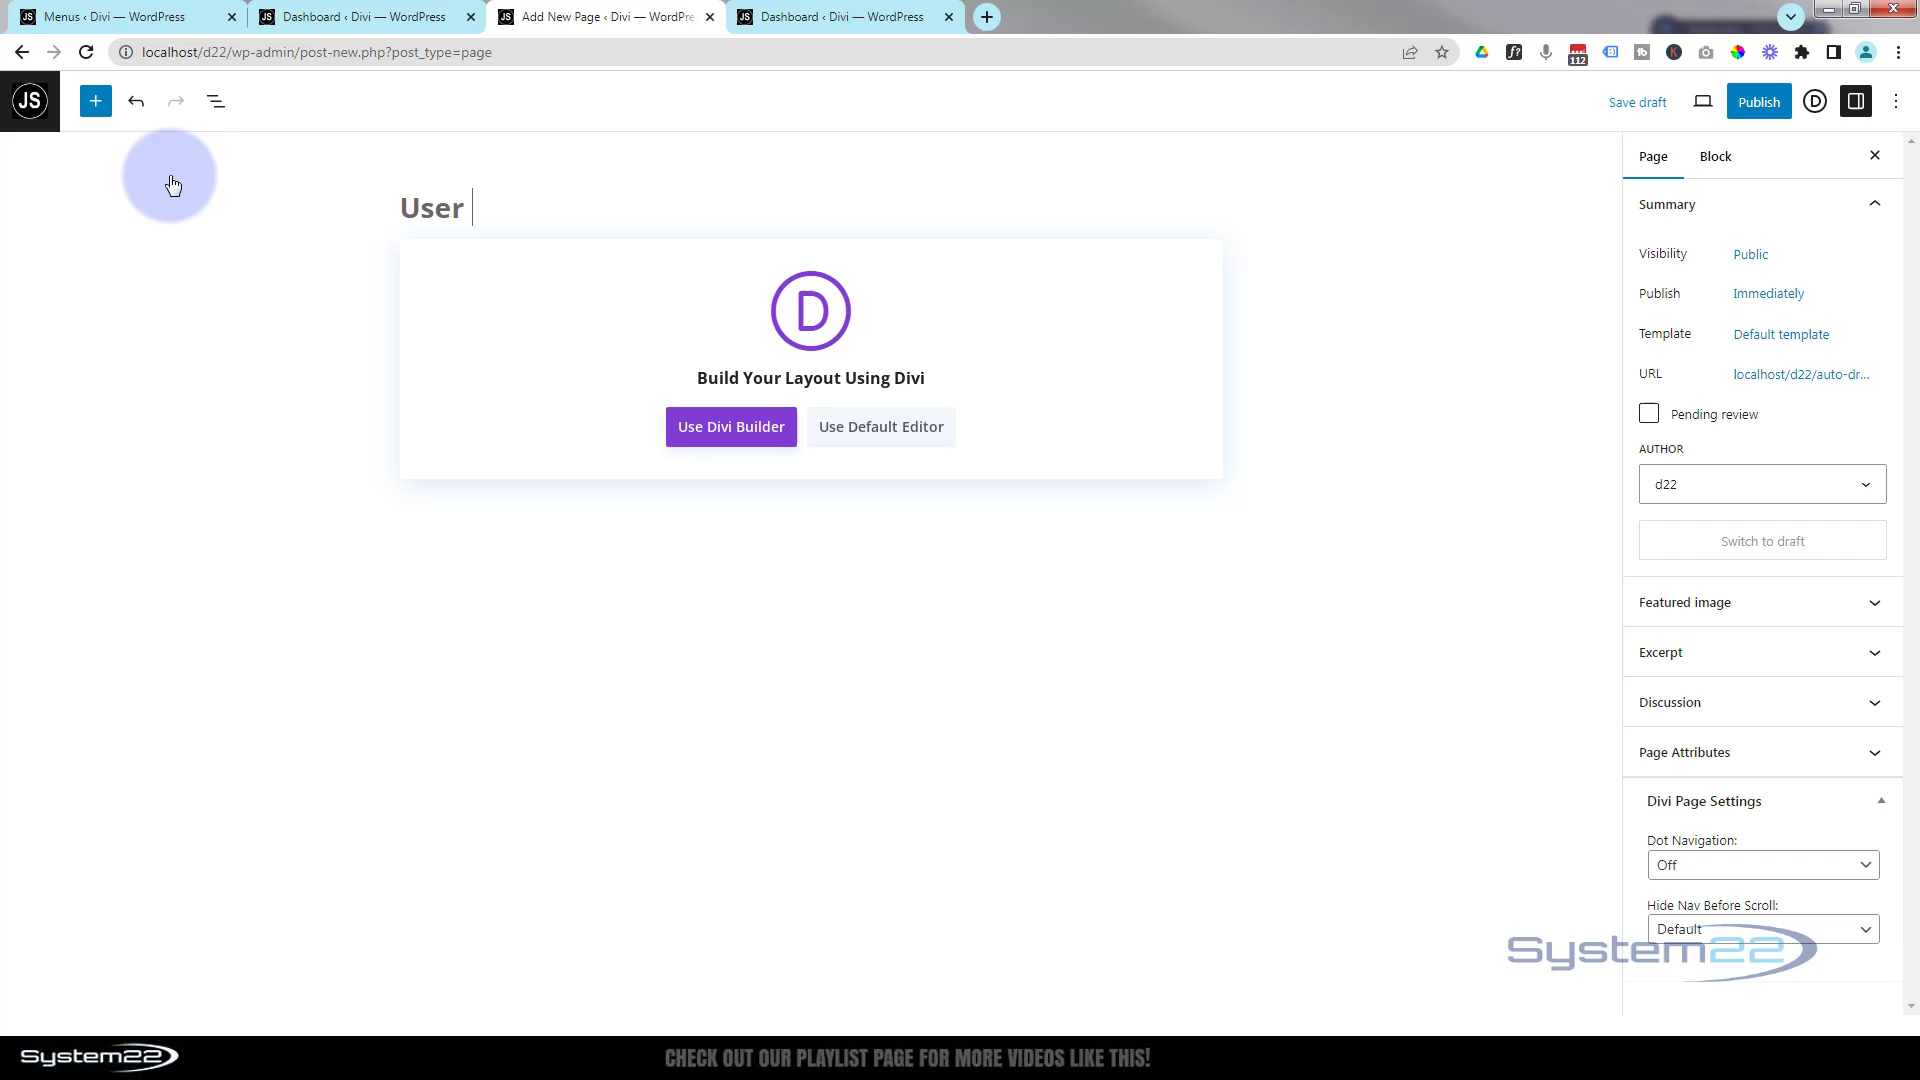 Menus ‹ Divi — WordPress
Dashboard ‹ Divi — WordPress
Add New Page ‹ Divi — WordPre
Dashboard ‹ Divi — WordPress
localhost/d22/wp-admin/post-new.php?post_type=page
f?
tb
K
112
JS
Save draft
Publish
D
User
D
Build Your Layout Using Divi
Use Divi Builder
Use Default Editor
Page
Block
Summary
Visibility
Public
Publish
Immediately
Template
Default template
URL
localhost/d22/auto-dr...
Pending review
AUTHOR
d22
Switch to draft
Featured image
Excerpt
Discussion
Page Attributes
Divi Page Settings
Dot Navigation:
Off
Hide Nav Before Scroll:
Default
System22
System22
CHECK OUT OUR PLAYLIST PAGE FOR MORE VIDEOS LIKE THIS!